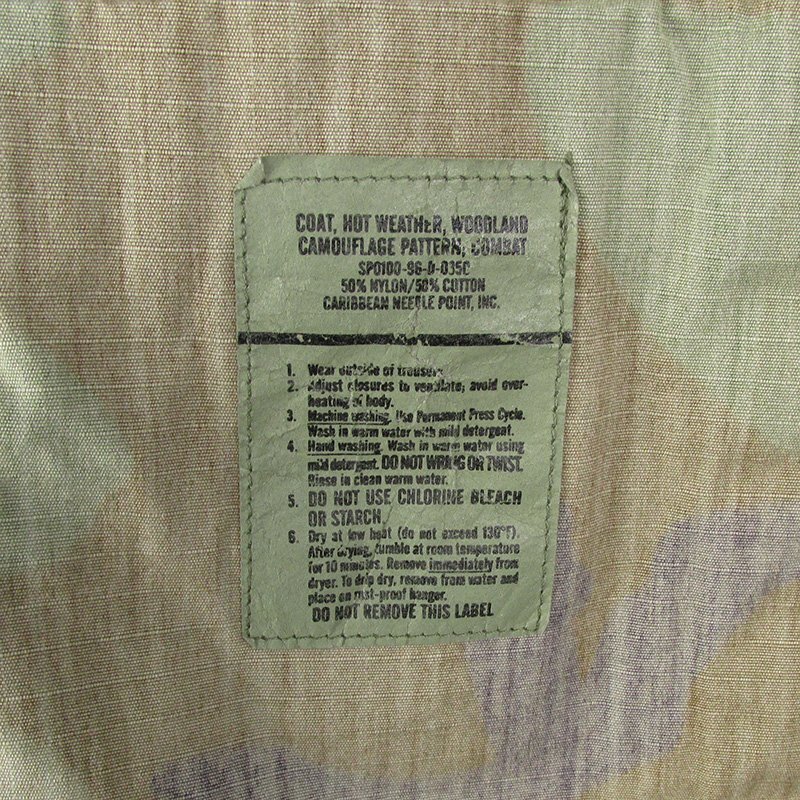 COAT, HOT WEATHER, WOODLAND
CAMOUFLAGE PATTERN, COMBAT
SPO100-96-D-035C
50% NYLON/50% COTTON
CARIBBEAN NEEDLE POINT, INC.
1. Wear outside of trousers
2. Adjust closures to ventilate; avoid over-
heating of body.
3. Machine washing. Use Permanent Press Cycle.
Wash in warm water with mild detergent.
4. Hand washing. Wash in warm water using
mild detergent. DO NOT WRING OR TWIST.
Rinse in clean warm water.
5. DO NOT USE CHLORINE BLEACH
OR STARCH.
6. Dry at low heat (do not exceed 130°F).
After drying, tumble at room temperature
for 10 minutes. Remove immediately from
dryer. To drip dry, remove from water and
place on rust-proof hanger.
DO NOT REMOVE THIS LABEL